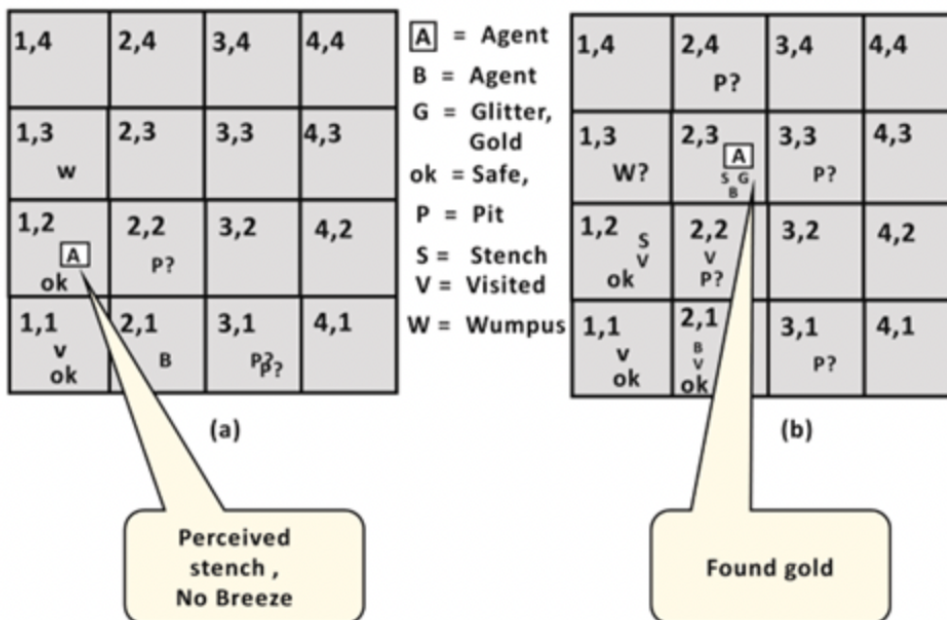 1,4 2,4 3,4 4,4
1,3 2,3 3,3 4,3
W
1,2 2,2 3,2 4,2
A P?
ok
1,1 2,1 3,1 4,1
v B P? P?
ok
(a)
Perceived
stench ,
No Breeze
A = Agent
B = Agent
G = Glitter,
Gold
ok = Safe,
P = Pit
S = Stench
V = Visited
W = Wumpus
1,4 2,4 3,4 4,4
P?
1,3 2,3 3,3 4,3
A
W? S G P?
B
1,2 2,2 3,2 4,2
S
V V
ok P?
1,1 2,1 3,1 4,1
B
v V P?
ok ok
(b)
Found gold